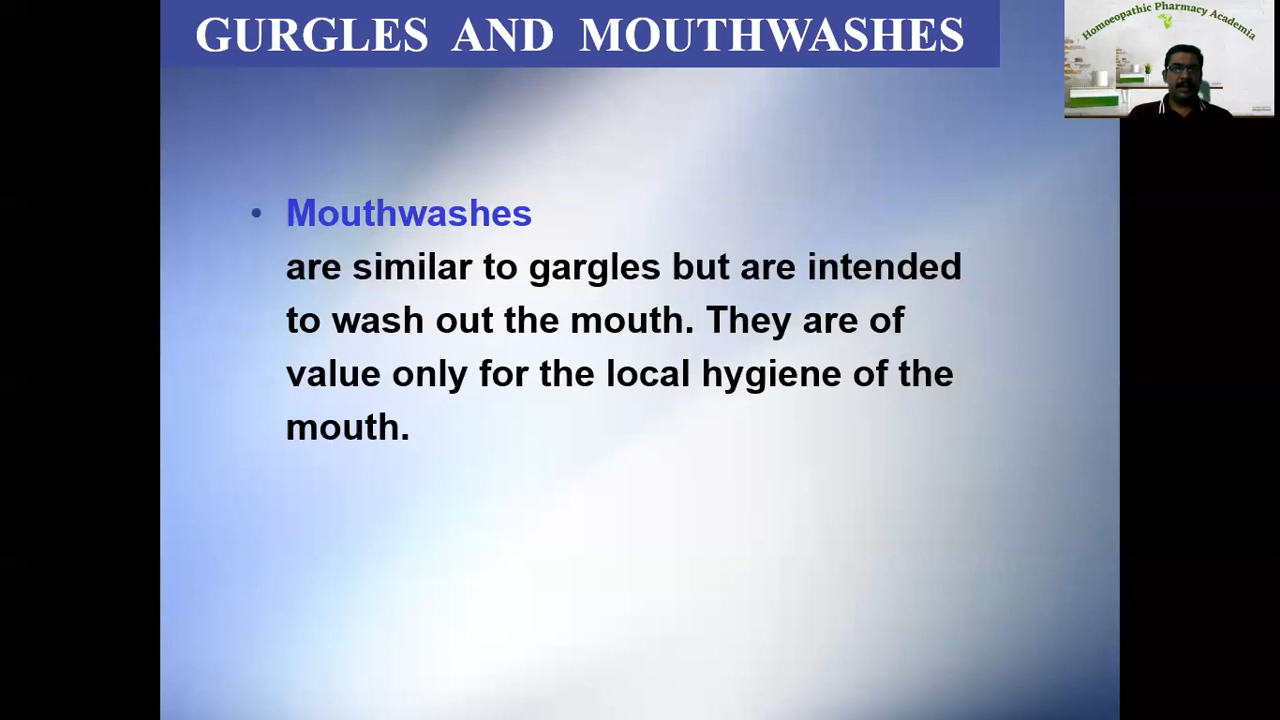 GURGLES AND MOUTHWASHES
Homoeopathic Pharmacy Academia
• Mouthwashes
are similar to gargles but are intended
to wash out the mouth. They are of
value only for the local hygiene of the
mouth.